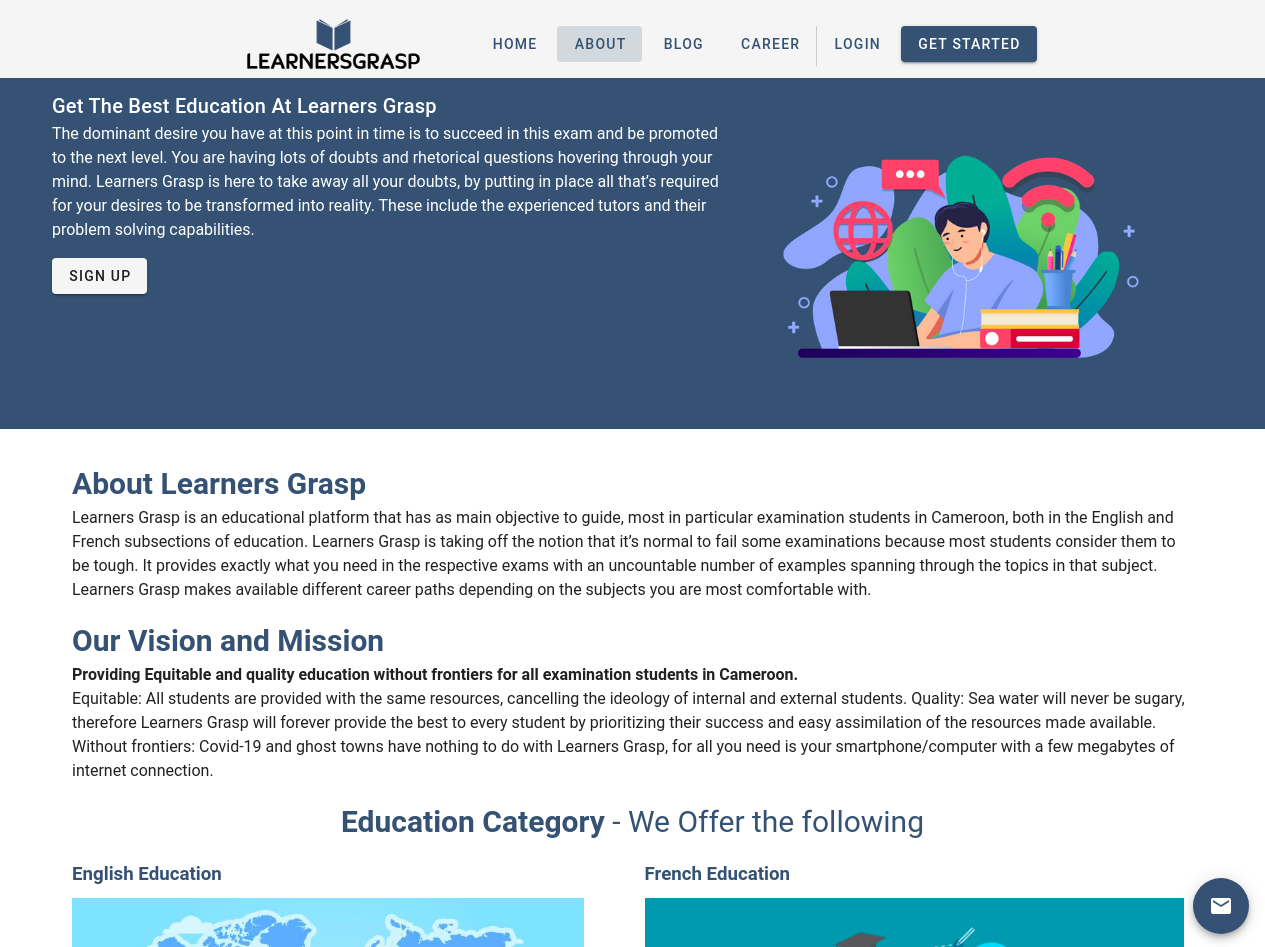 LEARNERSGRASP
HOME
ABOUT
BLOG
CAREER
LOGIN
GET STARTED
Get The Best Education At Learners Grasp
The dominant desire you have at this point in time is to succeed in this exam and be promoted
to the next level. You are having lots of doubts and rhetorical questions hovering through your
mind. Learners Grasp is here to take away all your doubts, by putting in place all that’s required
for your desires to be transformed into reality. These include the experienced tutors and their
problem solving capabilities.
SIGN UP
About Learners Grasp
Learners Grasp is an educational platform that has as main objective to guide, most in particular examination students in Cameroon, both in the English and
French subsections of education. Learners Grasp is taking off the notion that it’s normal to fail some examinations because most students consider them to
be tough. It provides exactly what you need in the respective exams with an uncountable number of examples spanning through the topics in that subject.
Learners Grasp makes available different career paths depending on the subjects you are most comfortable with.
Our Vision and Mission
Providing Equitable and quality education without frontiers for all examination students in Cameroon.
Equitable: All students are provided with the same resources, cancelling the ideology of internal and external students. Quality: Sea water will never be sugary,
therefore Learners Grasp will forever provide the best to every student by prioritizing their success and easy assimilation of the resources made available.
Without frontiers: Covid-19 and ghost towns have nothing to do with Learners Grasp, for all you need is your smartphone/computer with a few megabytes of
internet connection.
Education Category - We Offer the following
English Education
French Education